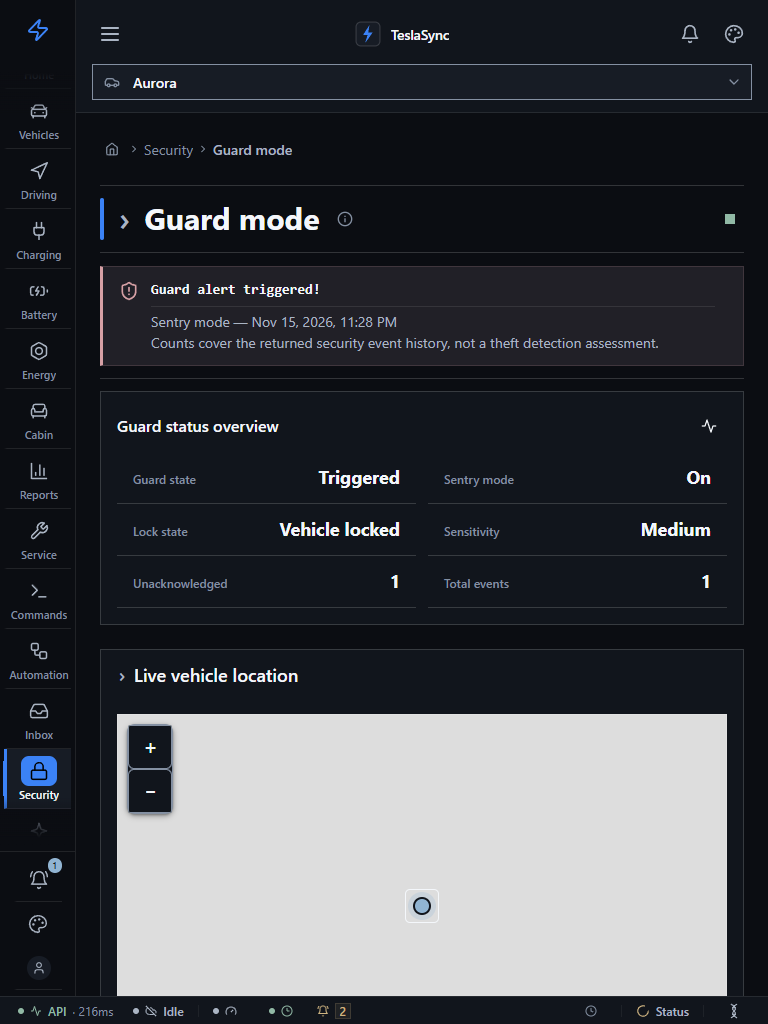 TeslaSync
Aurora
Vehicles
Driving
Charging
Battery
Energy
Cabin
Reports
Service
Commands
Automation
Inbox
Security
1
Security › Guard mode
› Guard mode
Guard alert triggered!
Sentry mode — Nov 15, 2026, 11:28 PM
Counts cover the returned security event history, not a theft detection assessment.
Guard status overview
Guard state Triggered
Sentry mode On
Lock state Vehicle locked
Sensitivity Medium
Unacknowledged 1
Total events 1
› Live vehicle location
+
−
API · 216ms Idle 2 Status